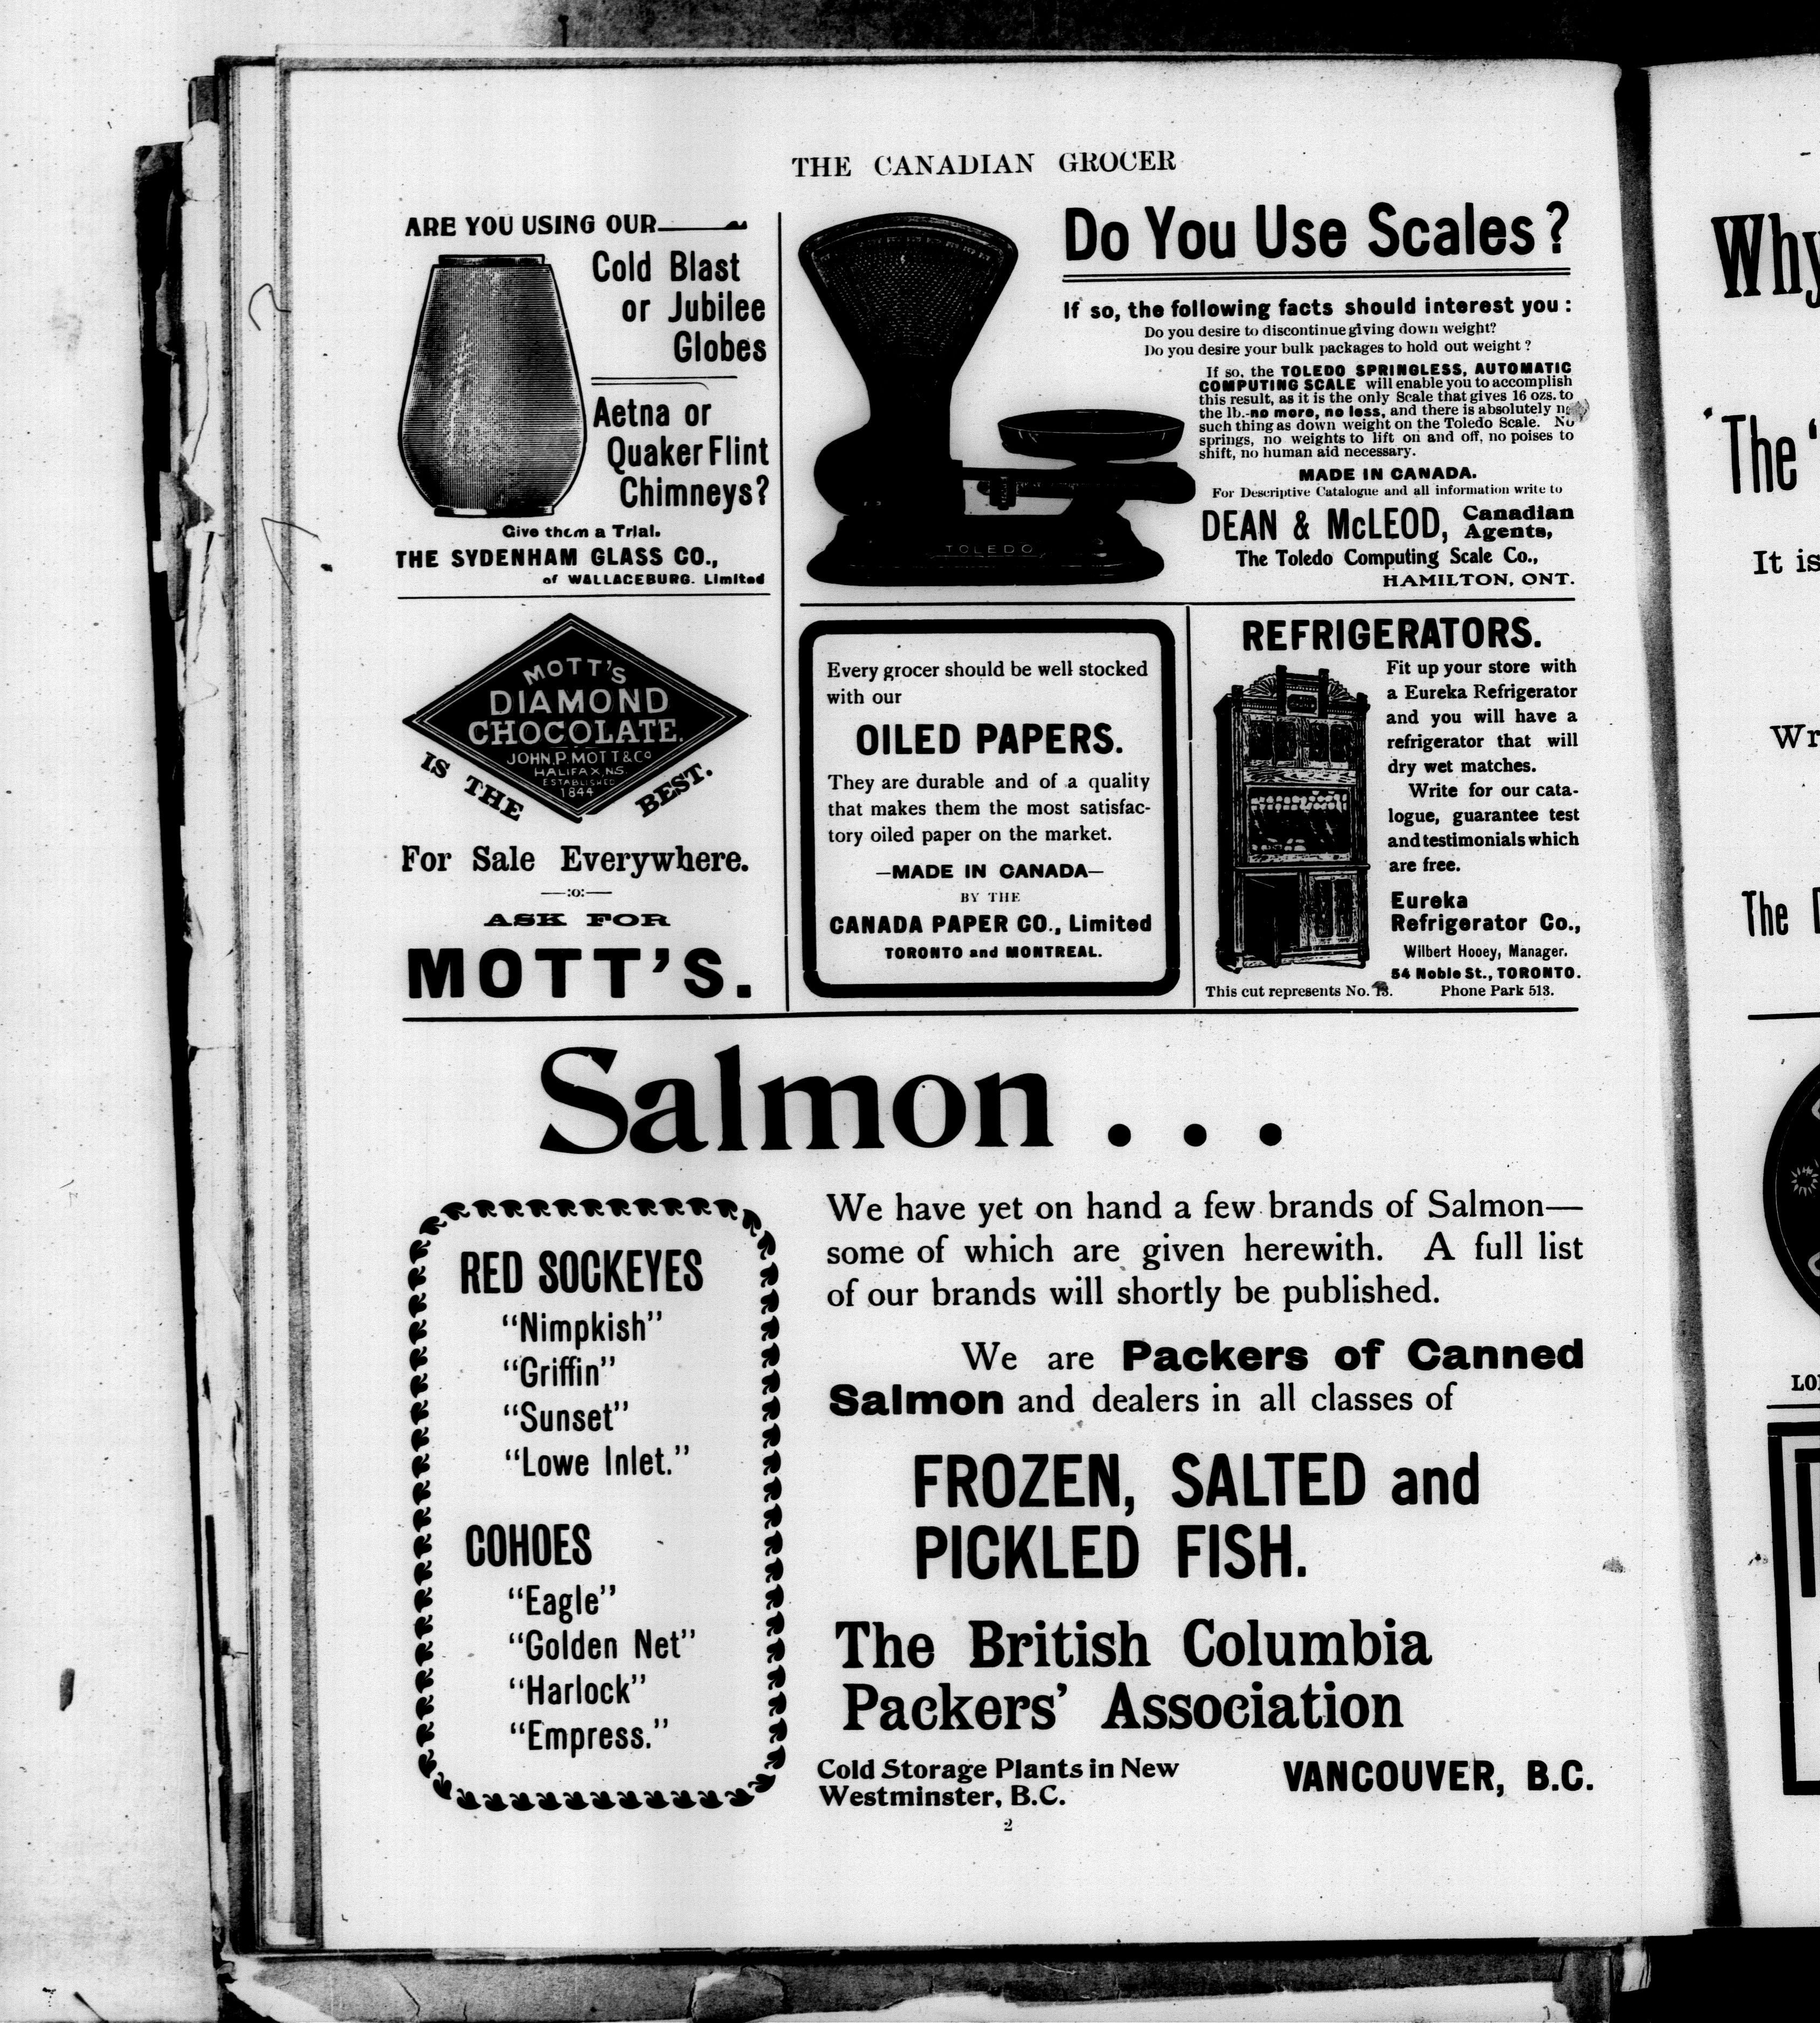 THE CANADIAN GROCER
ARE YOU USING OUR
Cold Blast
or Jubilee
Globes
Aetna or
Quaker Flint
Chimneys?
Give them a Trial.
THE SYDENHAM GLASS CO.,
of WALLACEBURG. Limited
Do You Use Scales?
If so, the following facts should interest you:
Do you desire to discontinue giving down weight?
Do you desire your bulk packages to hold out weight?
If so, the TOLEDO SPRINGLESS, AUTOMATIC
COMPUTING SCALE will enable you to accomplish
this result, as it is the only Scale that gives 16 ozs. to
the lb.-no more, no less, and there is absolutely
such thing as down weight on the Toledo Scale. No
springs, no weights to lift on and off, no poises to
shift, no human aid necessary.
MADE IN CANADA.
For Descriptive Catalogue and all information write to
DEAN & McLEOD, Canadian
Agents,
The Toledo Computing Scale Co.,
HAMILTON, ONT.
TOLEDO
MOTT'S
DIAMOND
CHOCOLATE.
JOHN.P.MOTT & Co
HALIFAX, N.S.
ESTABLISHED
1844
IS THE BEST.
For Sale Everywhere.
—:o:—
ASK FOR
MOTT'S.
Every grocer should be well stocked
with our
OILED PAPERS.
They are durable and of a quality
that makes them the most satisfac-
tory oiled paper on the market.
—MADE IN CANADA—
BY THE
CANADA PAPER CO., Limited
TORONTO and MONTREAL.
REFRIGERATORS.
Fit up your store with
a Eureka Refrigerator
and you will have a
refrigerator that will
dry wet matches.
Write for our cata-
logue, guarantee test
and testimonials which
are free.
Eureka
Refrigerator Co.,
Wilbert Hooey, Manager.
54 Noble St., TORONTO.
This cut represents No. 13. Phone Park 513.
Salmon . . .
RED SOCKEYES
"Nimpkish"
"Griffin"
"Sunset"
"Lowe Inlet."
COHOES
"Eagle"
"Golden Net"
"Harlock"
"Empress."
We have yet on hand a few brands of Salmon—
some of which are given herewith. A full list
of our brands will shortly be published.
We are Packers of Canned
Salmon and dealers in all classes of
FROZEN, SALTED and
PICKLED FISH.
The British Columbia
Packers' Association
Cold Storage Plants in New
Westminster, B.C.
VANCOUVER, B.C.
2
Why
The
It is
Wr
The
LO